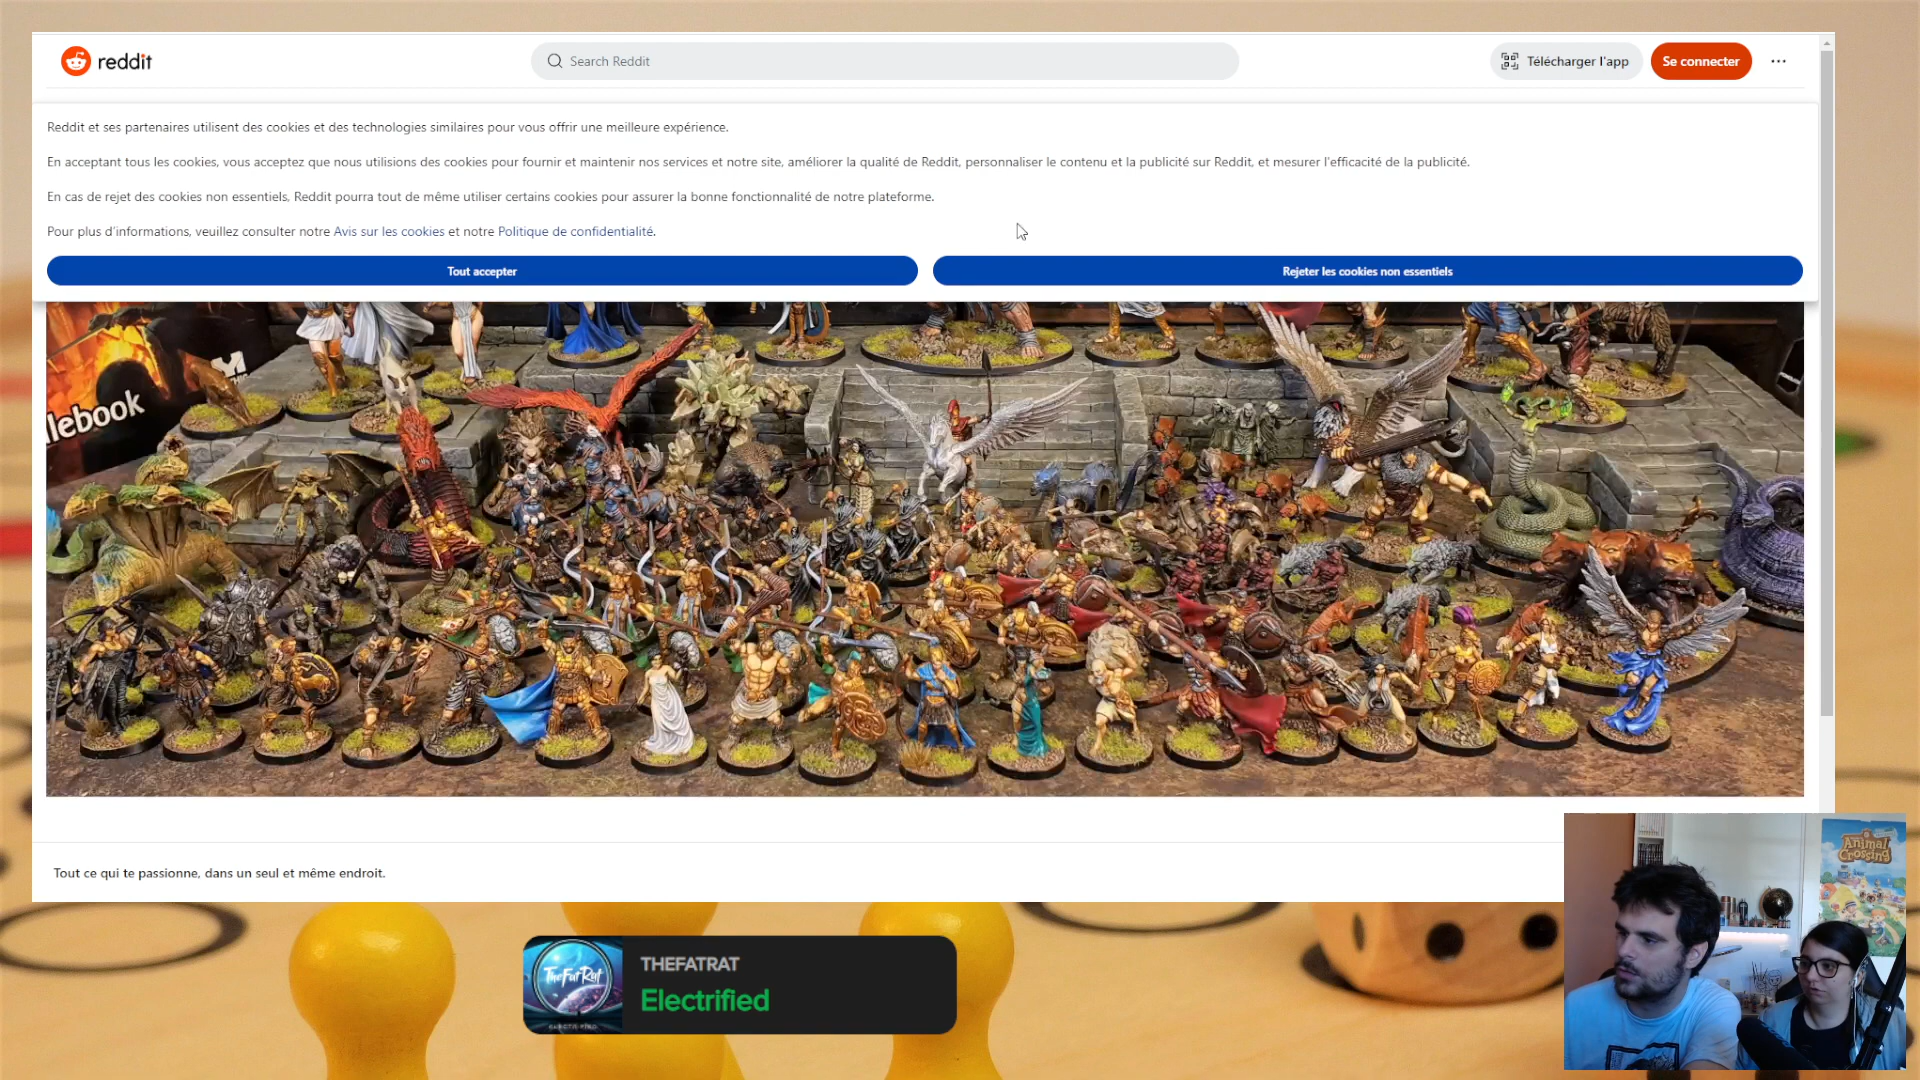 reddit
Search Reddit
Télécharger l'app
Se connecter
Reddit et ses partenaires utilisent des cookies et des technologies similaires pour vous offrir une meilleure expérience.
En acceptant tous les cookies, vous acceptez que nous utilisions des cookies pour fournir et maintenir nos services et notre site, améliorer la qualité de Reddit, personnaliser le contenu et la publicité sur Reddit, et mesurer l'efficacité de la publicité.
En cas de rejet des cookies non essentiels, Reddit pourra tout de même utiliser certains cookies pour assurer la bonne fonctionnalité de notre plateforme.
Pour plus d'informations, veuillez consulter notre Avis sur les cookies et notre Politique de confidentialité.
Tout accepter
Rejeter les cookies non essentiels
lebook
Tout ce qui te passionne, dans un seul et même endroit.
Animal
Crossing
TheFatRat
THEFATRAT
Electrified